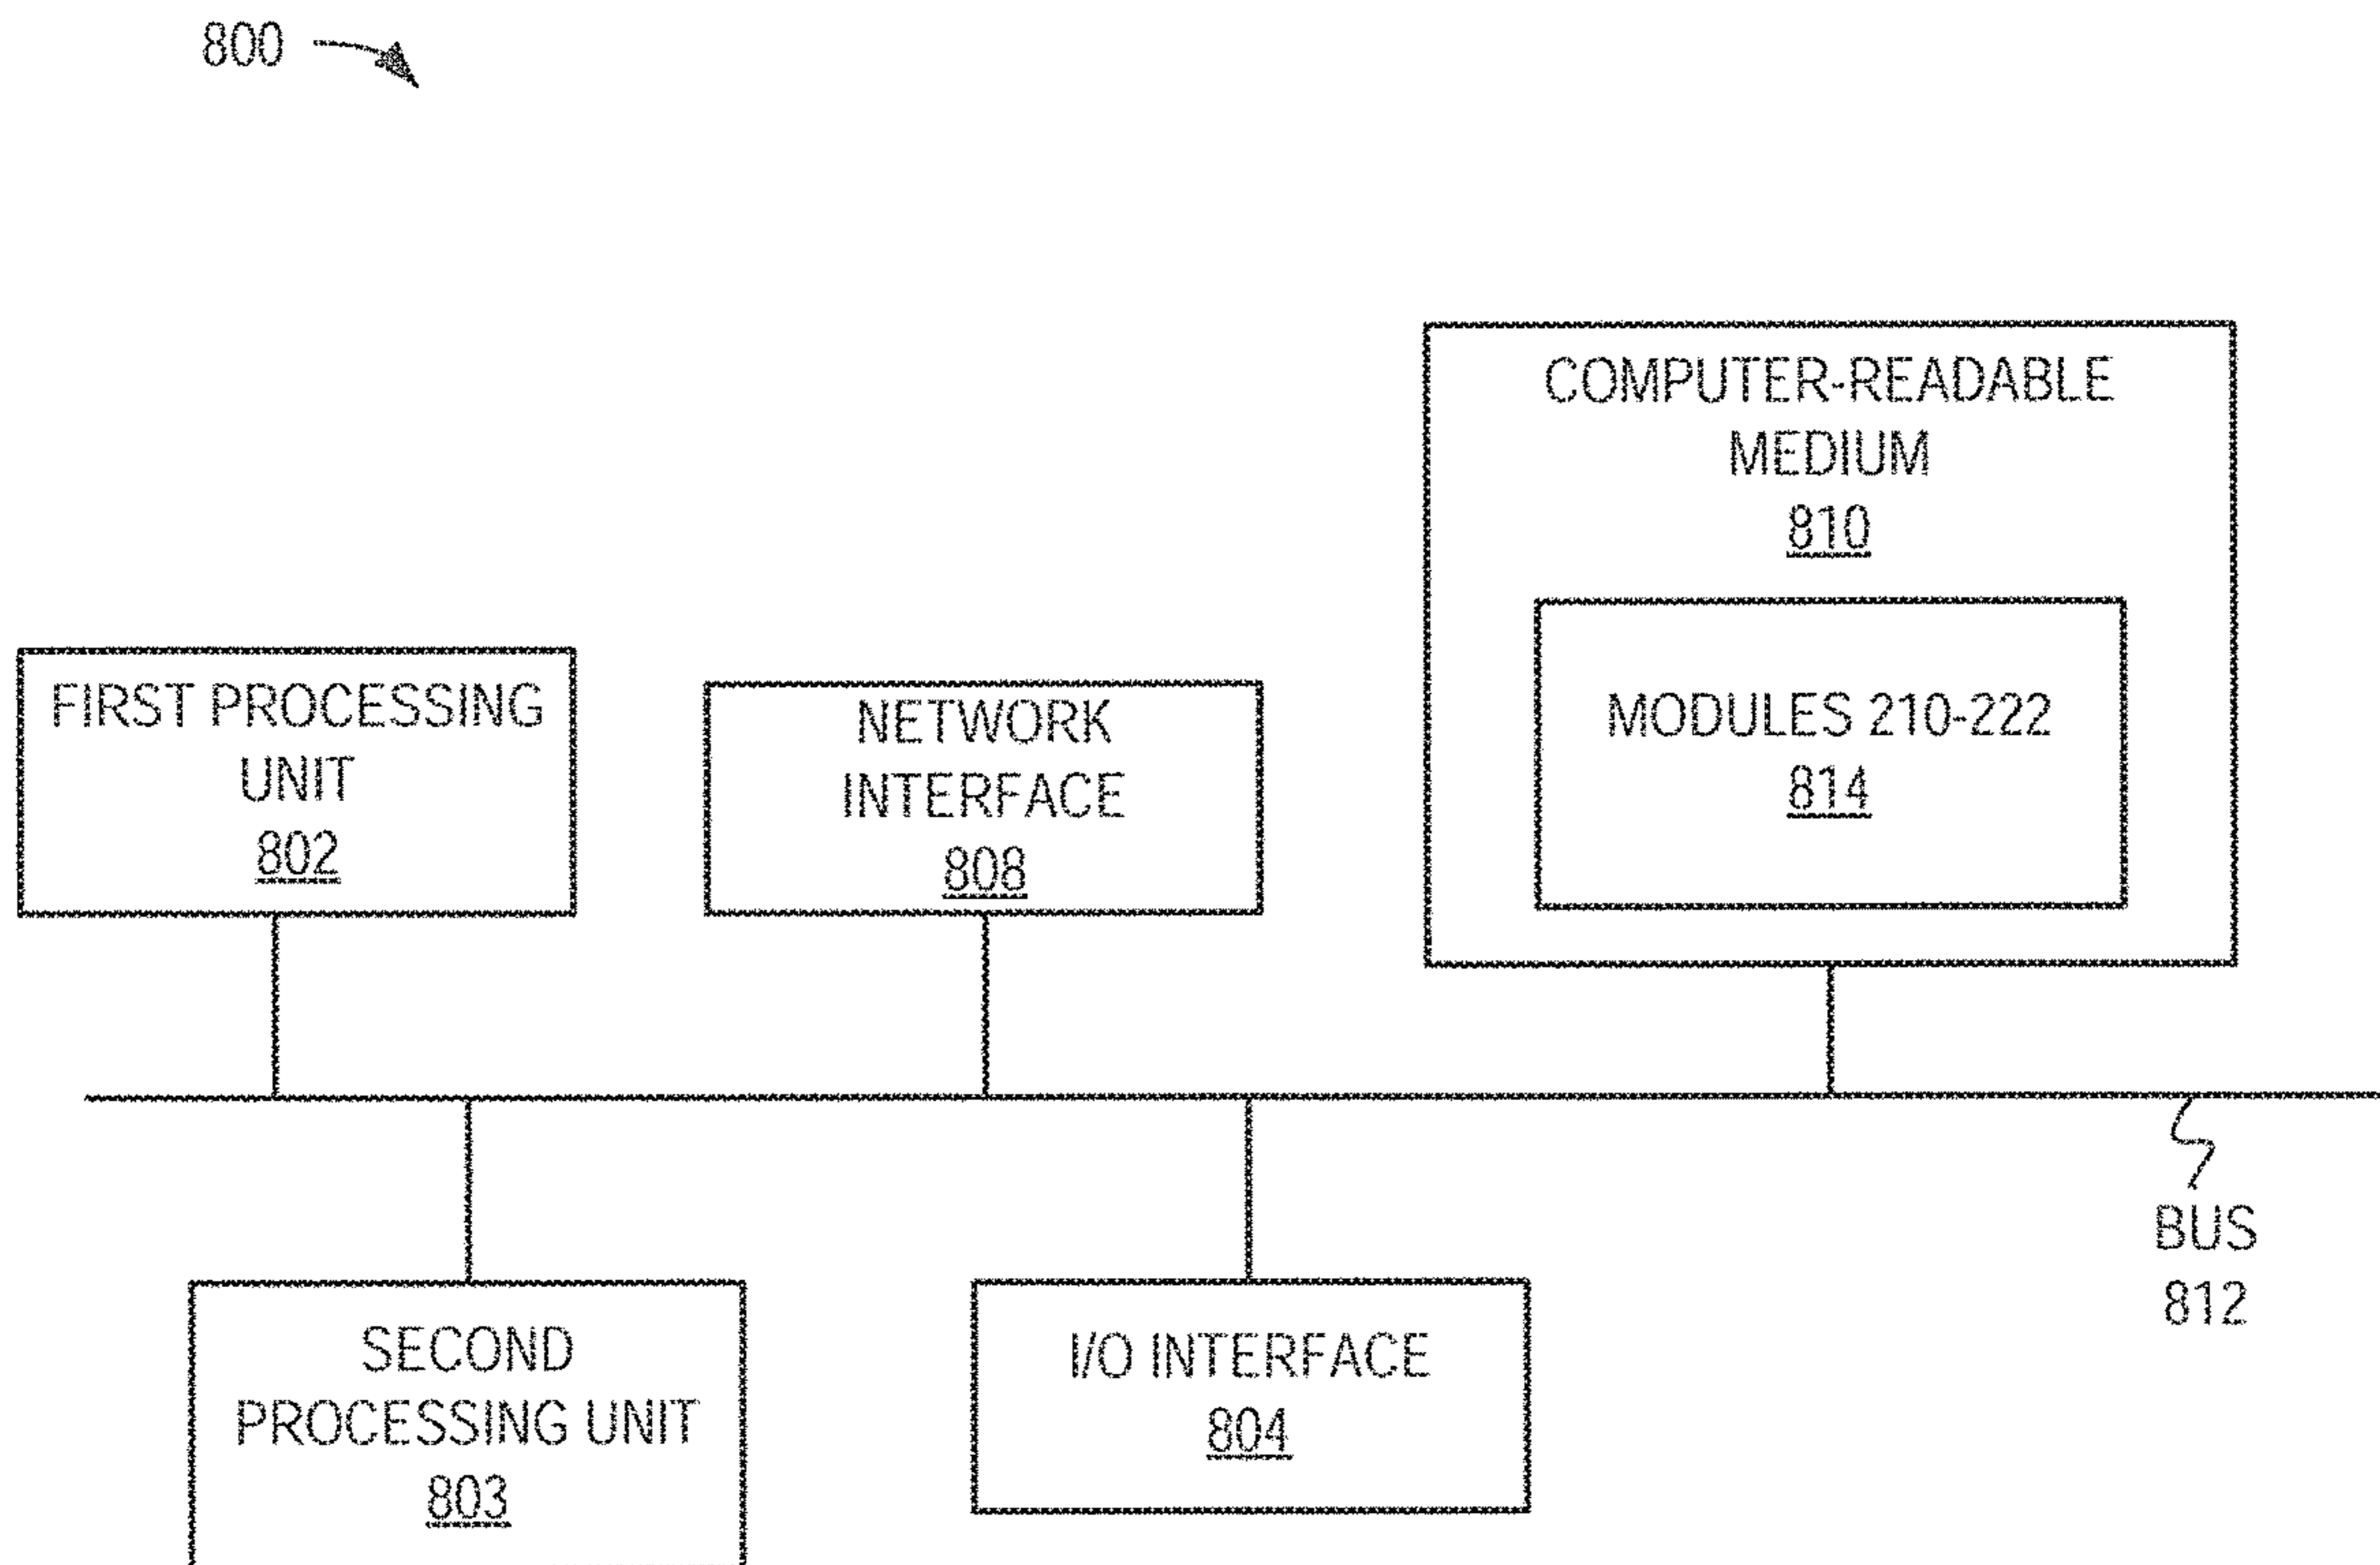 800
COMPUTER-READABLE
MEDIUM
810
MODULES 210-222
814
FIRST PROCESSING
UNIT
802
NETWORK
INTERFACE
808
BUS
812
SECOND
PROCESSING UNIT
803
I/O INTERFACE
804